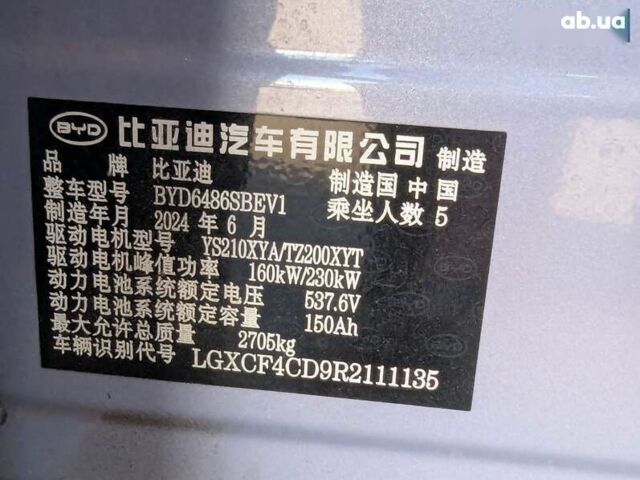 ab.ua
BYD 比亚迪汽车有限公司 制造
品牌 比亚迪 制造国 中国
整车型号 BYD6486SBEV1 乘坐人数 5
制造年月 2024 年 6 月
驱动电机型号 YS210XYA/TZ200XYT
驱动电机峰值功率 160kW/230kW
动力电池系统额定电压 537.6V
动力电池系统额定容量 150Ah
最大允许总质量 2705kg
车辆识别代号 LGXCF4CD9R2111135